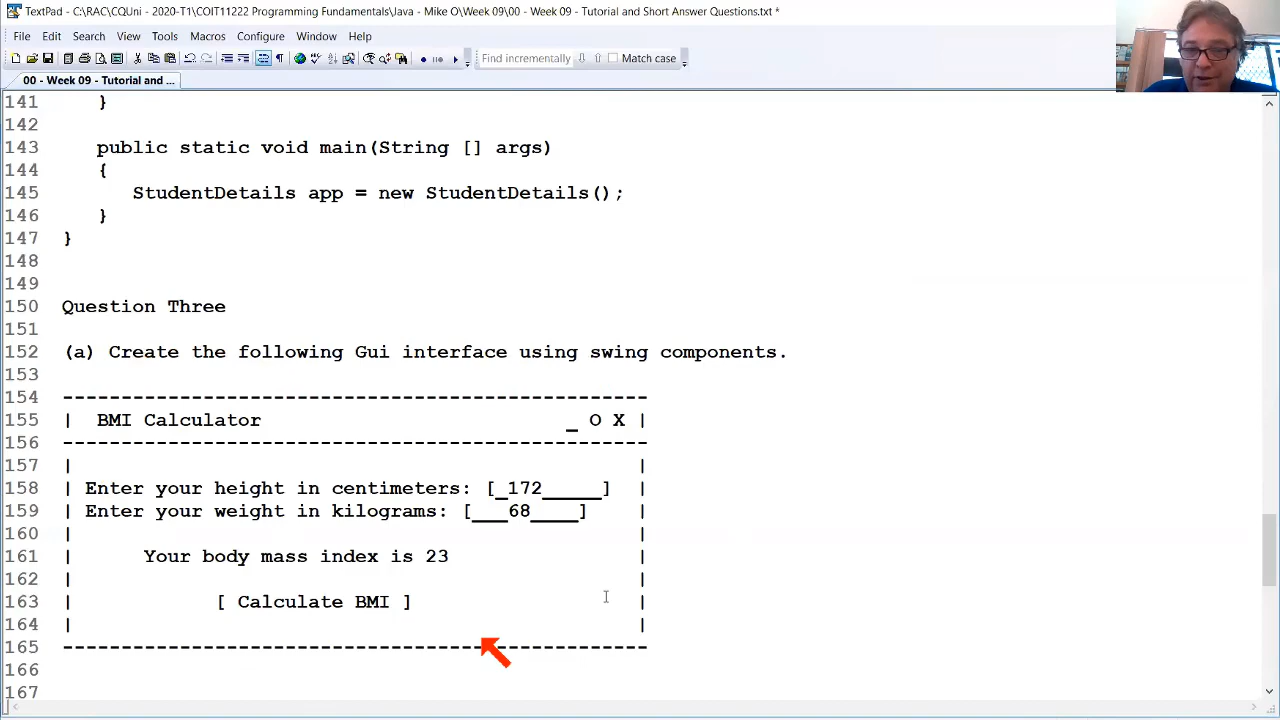 TextPad - C:\RAC\CQUni - 2020-T1\COIT11222 Programming Fundamentals\Java - Mike O\Week 09\00 - Week 09 - Tutorial and Short Answer Questions.txt *
File Edit Search View Tools Macros Configure Window Help
Find incrementally Match case
00 - Week 09 - Tutorial and ...
141 }
142
143 public static void main(String [] args)
144 {
145 StudentDetails app = new StudentDetails();
146 }
147 }
148
149
150 Question Three
151
152 (a) Create the following Gui interface using swing components.
153
154 --------------------------------------------------
155 | BMI Calculator _ O X |
156 --------------------------------------------------
157 | |
158 | Enter your height in centimeters: [_172_____] |
159 | Enter your weight in kilograms: [___68____] |
160 | |
161 | Your body mass index is 23 |
162 | |
163 | [ Calculate BMI ] |
164 | |
165 --------------------------------------------------
166
167